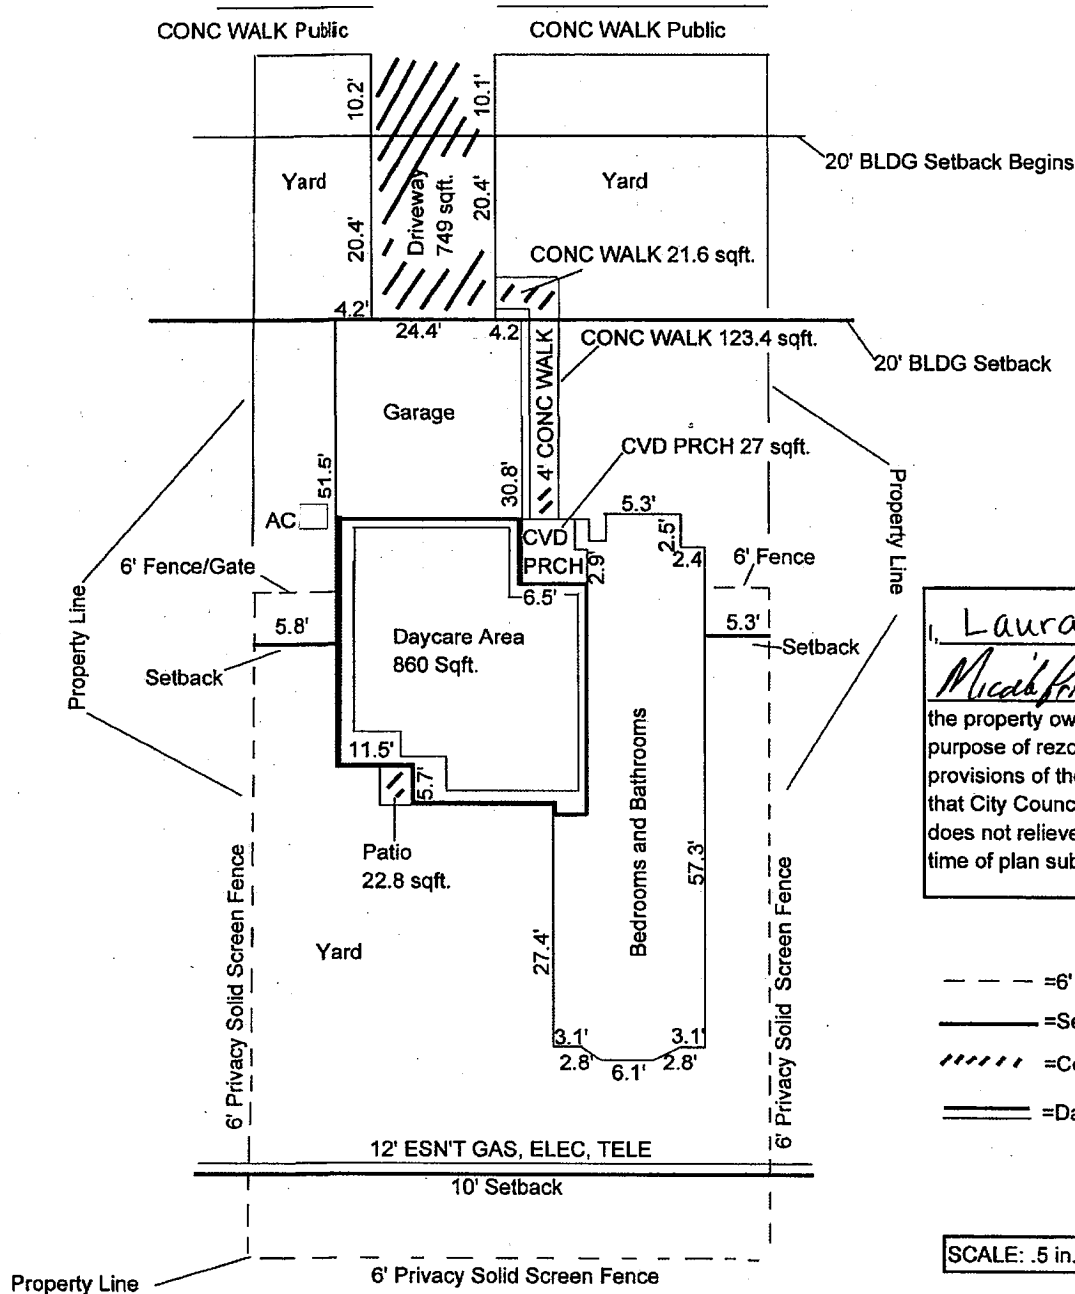 CONC WALK Public
CONC WALK Public
10.2'
10.1'
20' BLDG Setback Begins
Yard
Driveway
749 sqft.
Yard
20.4'
20.4'
CONC WALK 21.6 sqft.
4.2'
24.4'
4.2
CONC WALK 123.4 sqft.
20' BLDG Setback
Garage
4' CONC WALK
CVD PRCH 27 sqft.
51.5'
30.8'
5.3'
AC
CVD
PRCH
2.5'
2.4
2.9'
Property Line
6' Fence/Gate
6' Fence
6.5'
5.8'
Daycare Area
860 Sqft.
5.3'
Setback
Setback
Property Line
11.5'
5.7'
Patio
22.8 sqft.
Bedrooms and Bathrooms
57.3'
Yard
27.4'
6' Privacy Solid Screen Fence
6' Privacy Solid Screen Fence
3.1'
3.1'
2.8'
6.1'
2.8'
12' ESN'T GAS, ELEC, TELE
10' Setback
6' Privacy Solid Screen Fence
Property Line
I, Laura
the property ow
purpose of rezo
provisions of the
that City Counc
does not relieve
time of plan sub
=6'
=Se
=Co
=Da
SCALE: .5 in.